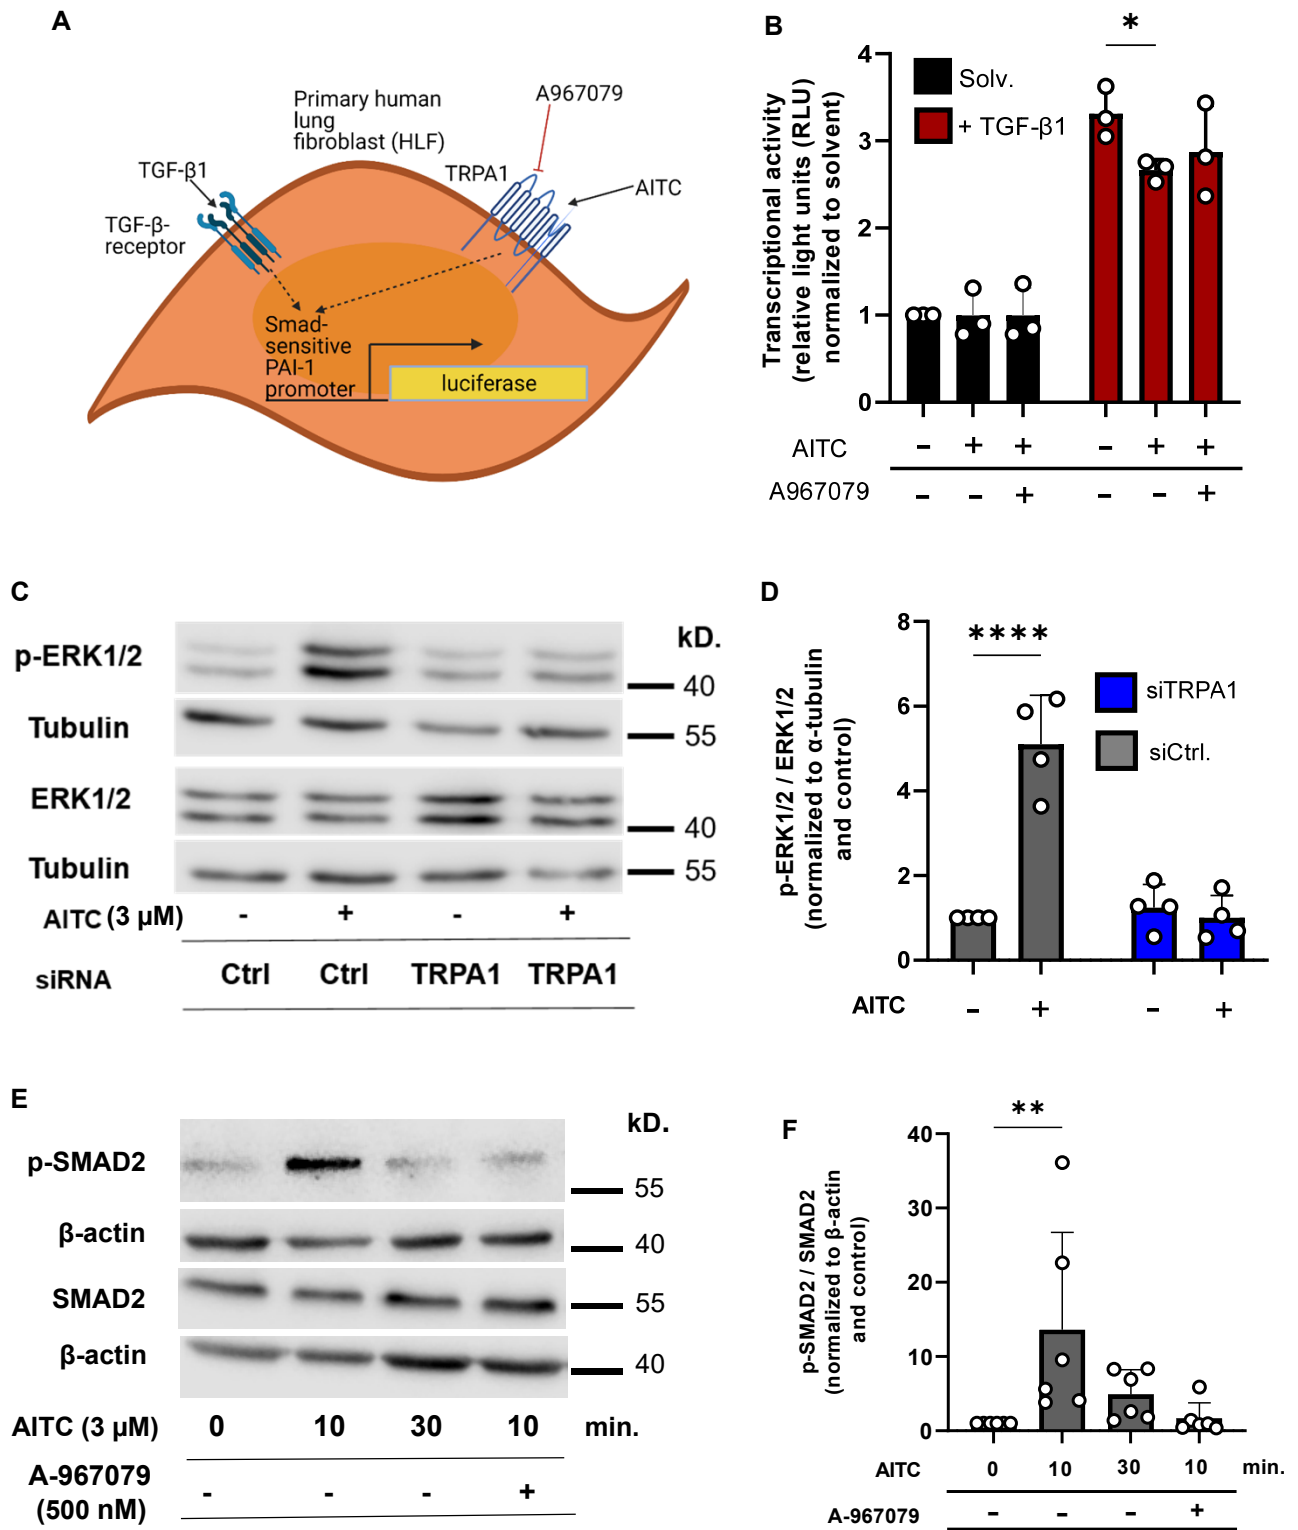 A
Primary human
lung
fibroblast (HLF)
A967079
TGF-β1
TRPA1
AITC
TGF-β-
receptor
Smad-
sensitive
PAI-1
promoter
luciferase
B
*
Transcriptional activity
(relative light units (RLU)
normalized to solvent)
4
3
2
1
0
Solv.
+ TGF-β1
AITC - + + - + +
A967079 - - + - - +
C
kD.
p-ERK1/2
40
Tubulin
55
ERK1/2
40
Tubulin
55
AITC (3 µM) - + - +
siRNA Ctrl Ctrl TRPA1 TRPA1
D
****
p-ERK1/2 / ERK1/2
(normalized to α-tubulin
and control)
8
6
4
2
0
siTRPA1
siCtrl.
AITC - + - +
E
kD.
p-SMAD2
55
β-actin
40
SMAD2
55
β-actin
40
AITC (3 µM) 0 10 30 10 min.
A-967079
(500 nM) - - - +
F
**
p-SMAD2 / SMAD2
(normalized to β-actin
and control)
40
30
20
10
0
AITC 0 10 30 10 min.
A-967079 - - - +